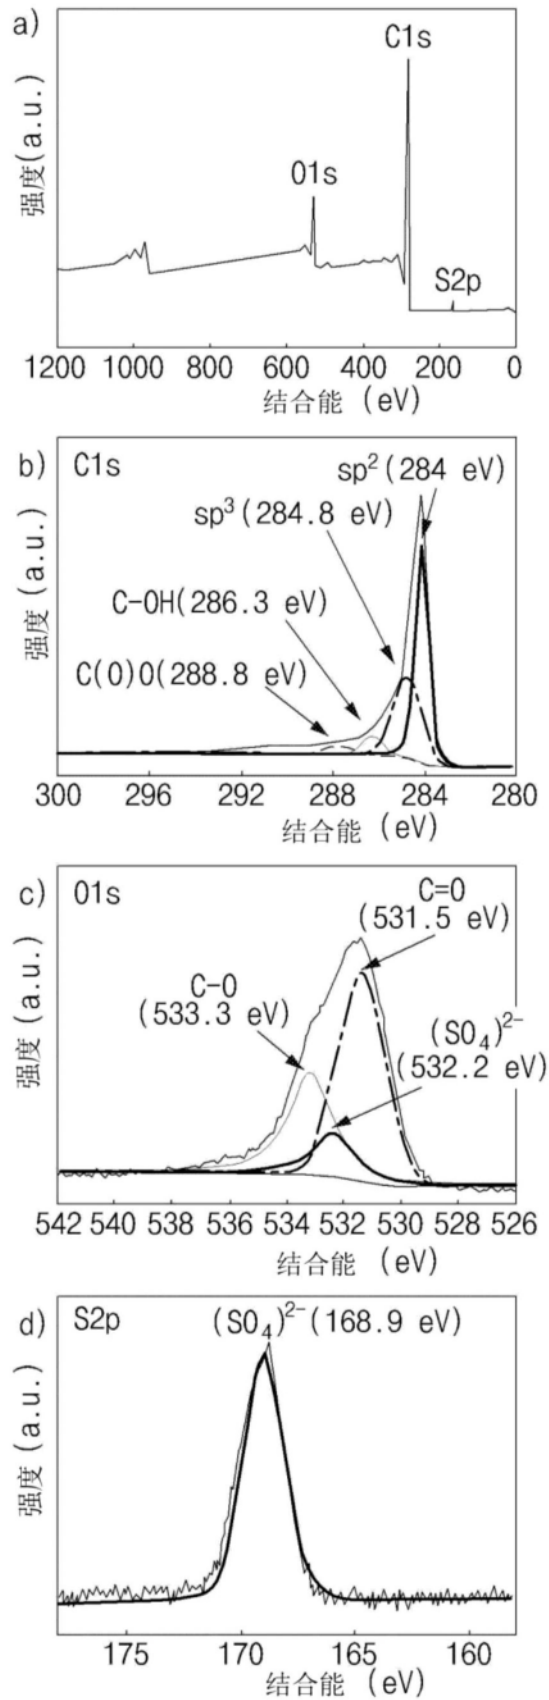 a)
C1s
O1s
S2p
强度(a.u.)
1200 1000 800 600 400 200 0
结合能 (eV)
b) C1s
sp²(284 eV)
sp³(284.8 eV)
C-OH(286.3 eV)
C(O)O(288.8 eV)
强度(a.u.)
300 296 292 288 284 280
结合能 (eV)
c) O1s
C=O
(531.5 eV)
C-O
(533.3 eV)
(SO₄)²⁻
(532.2 eV)
强度(a.u.)
542 540 538 536 534 532 530 528 526
结合能 (eV)
d) S2p (SO₄)²⁻(168.9 eV)
强度(a.u.)
175 170 165 160
结合能 (eV)